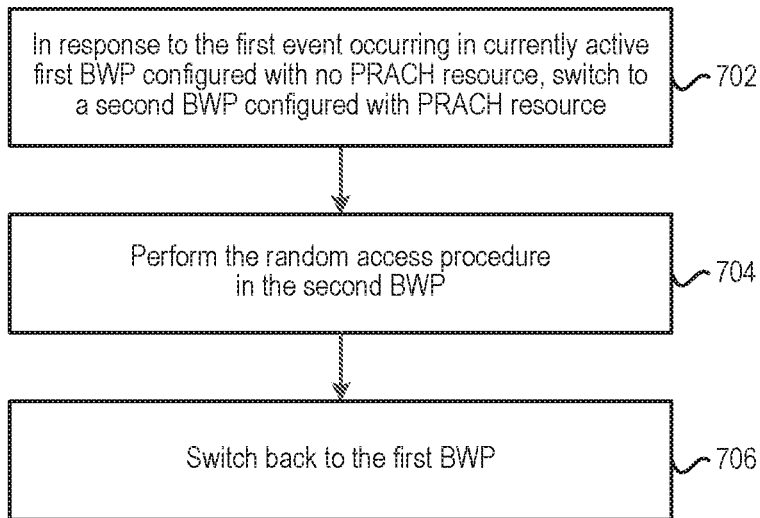 In response to the first event occurring in currently active
first BWP configured with no PRACH resource, switch to
a second BWP configured with PRACH resource
702
Perform the random access procedure
in the second BWP
704
Switch back to the first BWP
706